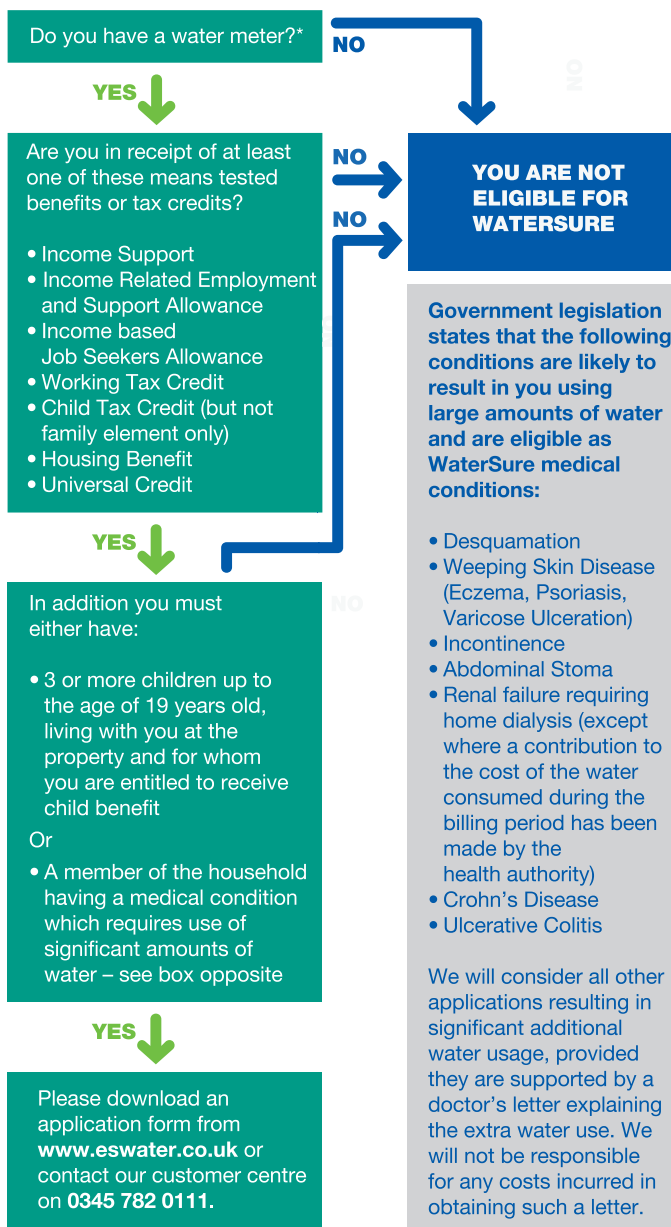 Do you have a water meter?*
NO
YES
Are you in receipt of at least
one of these means tested
benefits or tax credits?
• Income Support
• Income Related Employment
and Support Allowance
• Income based
Job Seekers Allowance
• Working Tax Credit
• Child Tax Credit (but not
family element only)
• Housing Benefit
• Universal Credit
NO
NO
YOU ARE NOT
ELIGIBLE FOR
WATERSURE
YES
In addition you must
either have:
• 3 or more children up to
the age of 19 years old,
living with you at the
property and for whom
you are entitled to receive
child benefit
Or
• A member of the household
having a medical condition
which requires use of
significant amounts of
water – see box opposite
YES
Please download an
application form from
www.eswater.co.uk or
contact our customer centre
on 0345 782 0111.
Government legislation
states that the following
conditions are likely to
result in you using
large amounts of water
and are eligible as
WaterSure medical
conditions:
• Desquamation
• Weeping Skin Disease
(Eczema, Psoriasis,
Varicose Ulceration)
• Incontinence
• Abdominal Stoma
• Renal failure requiring
home dialysis (except
where a contribution to
the cost of the water
consumed during the
billing period has been
made by the
health authority)
• Crohn's Disease
• Ulcerative Colitis
We will consider all other
applications resulting in
significant additional
water usage, provided
they are supported by a
doctor's letter explaining
the extra water use. We
will not be responsible
for any costs incurred in
obtaining such a letter.
NO
NO